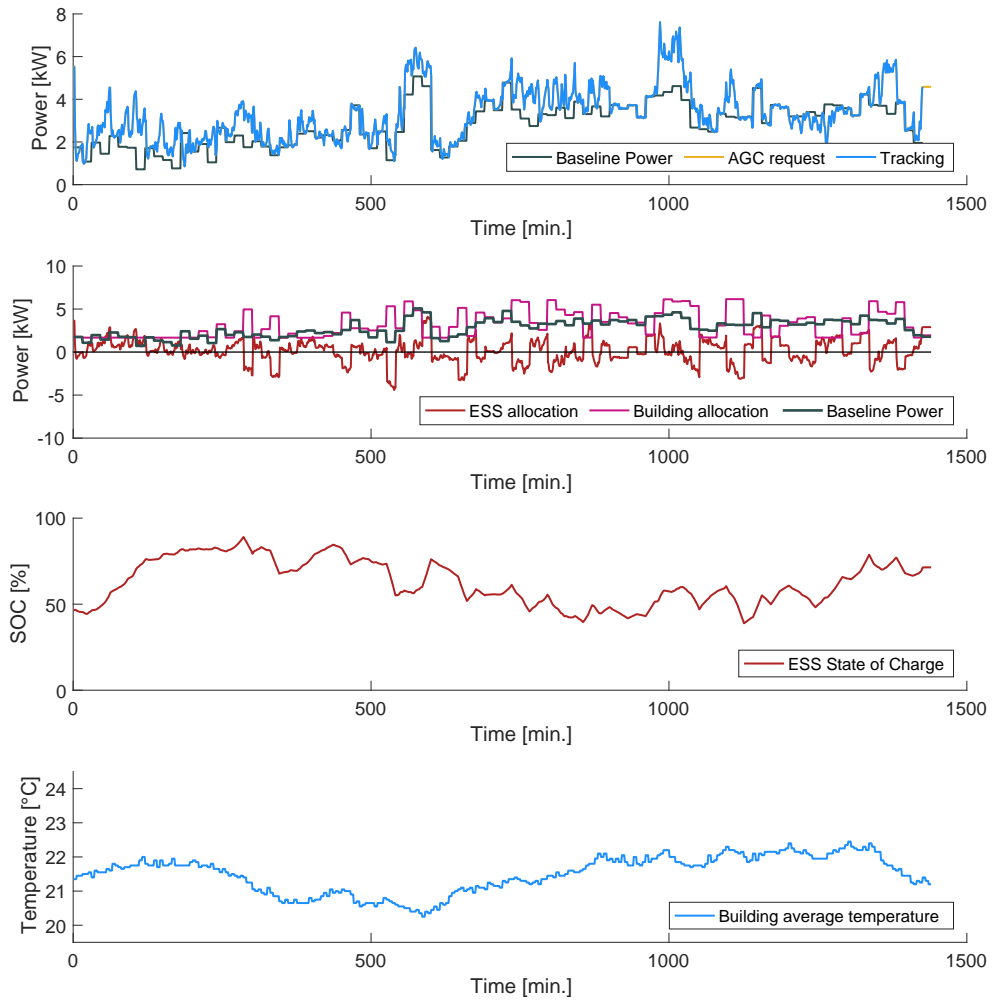 8
6
4
2
0
Power [kW]
Baseline Power AGC request Tracking
0 500 1000 1500
Time [min.]
10
5
0
-5
-10
Power [kW]
ESS allocation Building allocation Baseline Power
0 500 1000 1500
Time [min.]
100
50
0
SOC [%]
ESS State of Charge
0 500 1000 1500
Time [min.]
24
23
22
21
20
Temperature [°C]
Building average temperature
0 500 1000 1500
Time [min.]